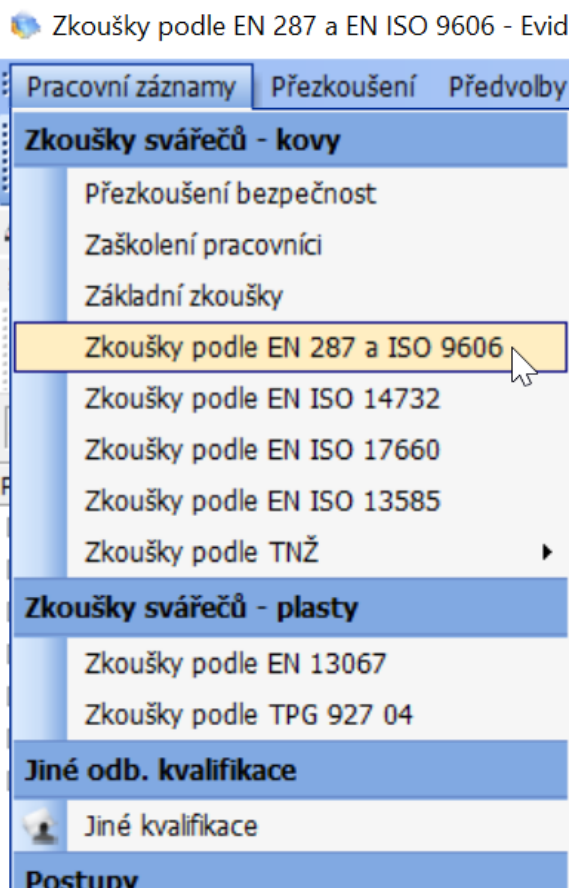 Zkoušky podle EN 287 a EN ISO 9606 - Evid
Pracovní záznamy Přezkoušení Předvolby
Zkoušky svářečů - kovy
Přezkoušení bezpečnost
Zaškolení pracovníci
Základní zkoušky
Zkoušky podle EN 287 a ISO 9606
Zkoušky podle EN ISO 14732
Zkoušky podle EN ISO 17660
Zkoušky podle EN ISO 13585
Zkoušky podle TNŽ
Zkoušky svářečů - plasty
Zkoušky podle EN 13067
Zkoušky podle TPG 927 04
Jiné odb. kvalifikace
Jiné kvalifikace
Postupy